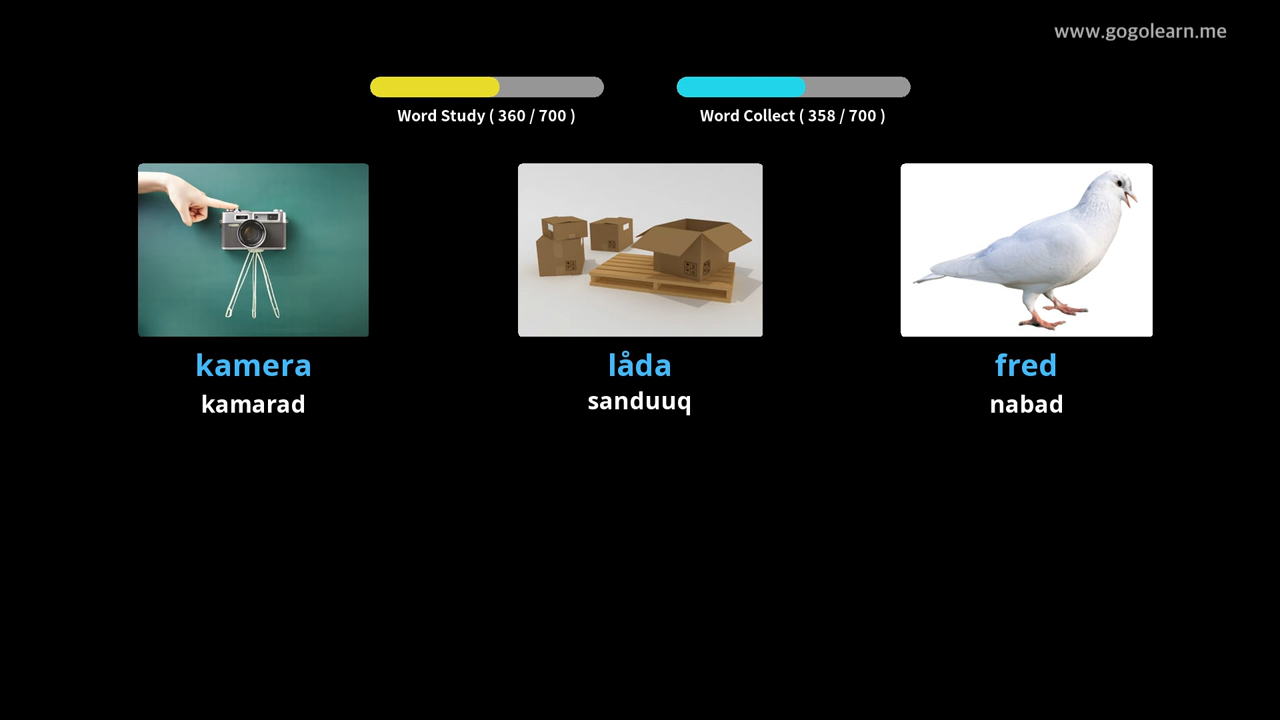 www.gogolearn.me
Word Study ( 360 / 700 )
Word Collect ( 358 / 700 )
kamera
kamarad
låda
sanduuq
fred
nabad